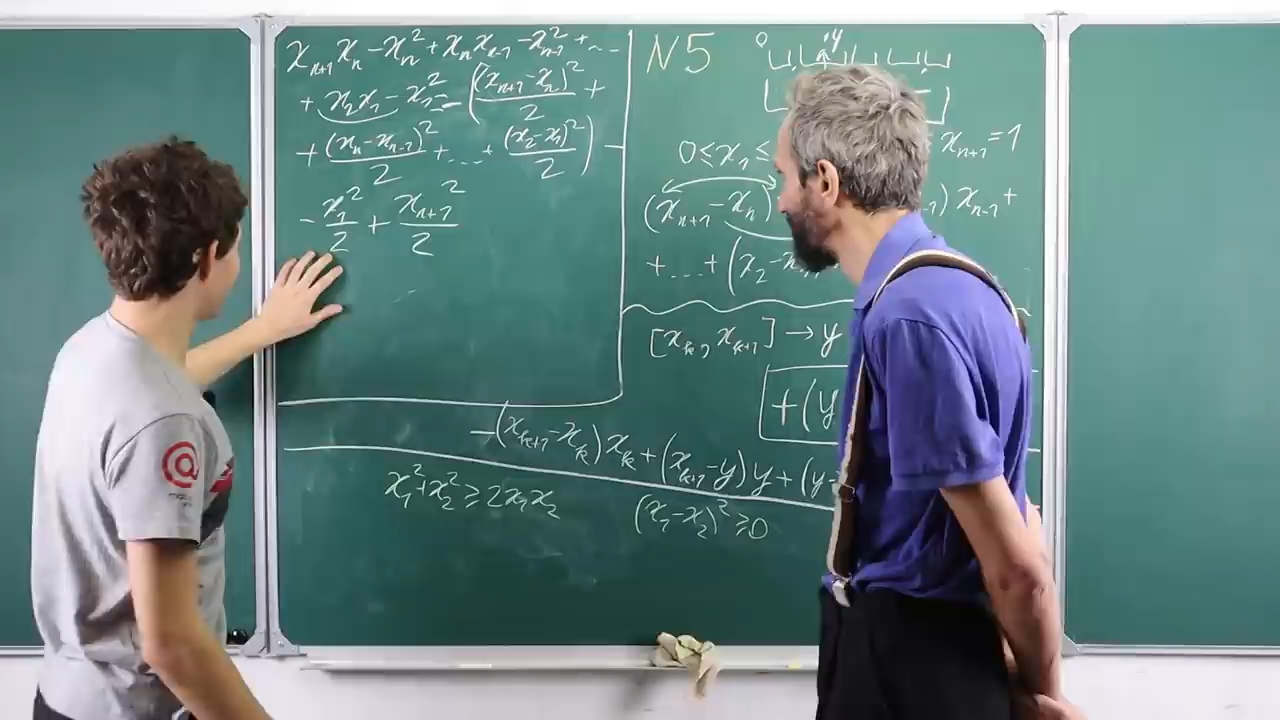 x_{n+1}x_n - x_n^2 + x_n x_{n-1} - x_{n-1}^2 + ...
+ x_2x_1 - x_1^2 = -((x_{n+1}-x_n)^2/2 +
+ (x_n-x_{n-1})^2/2 + ... + (x_2-x_1)^2/2) -
- x_1^2/2 + x_{n+1}^2/2
N5
0 y
0 ≤ x_1 ≤ x_{n+1} = 1
(x_{n+1} - x_n) ) x_{n-1} +
+ ... + (x_2 -
[x_k, x_{k+1}] → y
+(y
-(x_{k+1} - x_k)x_k + (x_{k+1} - y)y + (y-
x_1^2 + x_2^2 ≥ 2x_1x_2
(x_1 - x_2)^2 ≥ 0
@